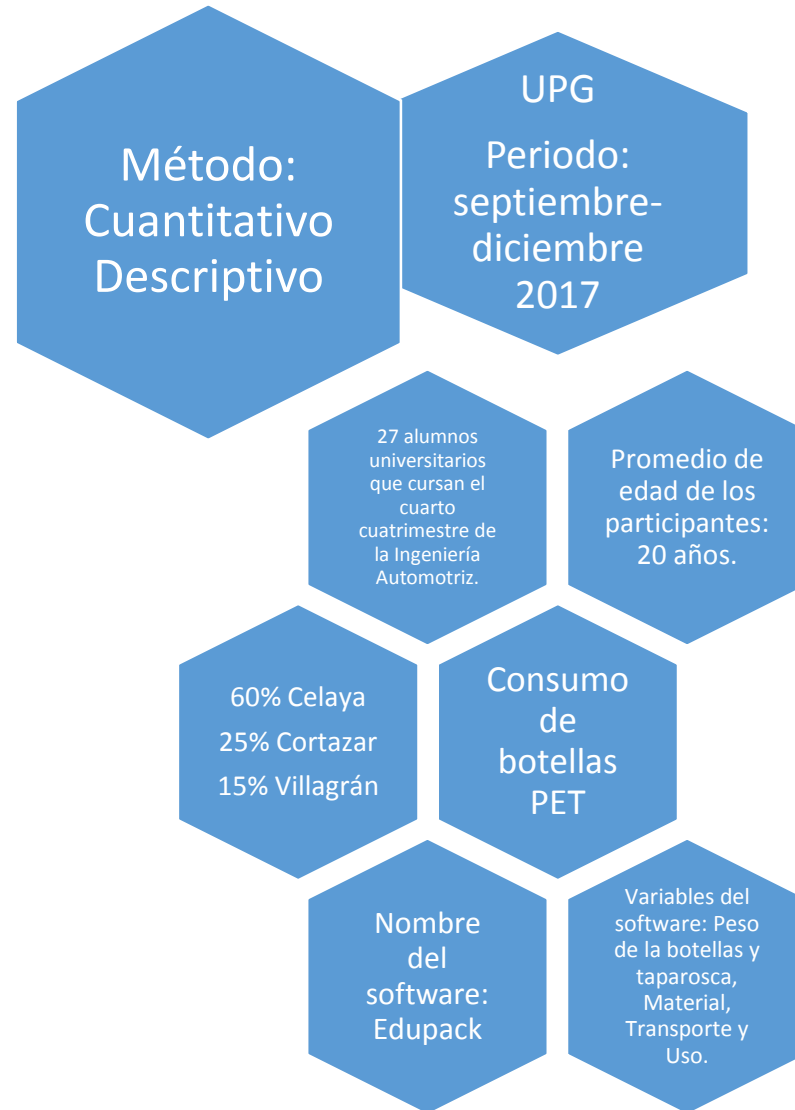 Método:
Cuantitativo
Descriptivo
UPG
Periodo:
septiembre-
diciembre
2017
27 alumnos
universitarios
que cursan el
cuarto
cuatrimestre de
la Ingeniería
Automotriz.
Promedio de
edad de los
participantes:
20 años.
60% Celaya
25% Cortazar
15% Villagrán
Consumo
de
botellas
PET
Nombre
del
software:
Edupack
Variables del
software: Peso
de la botellas y
taparosca,
Material,
Transporte y
Uso.